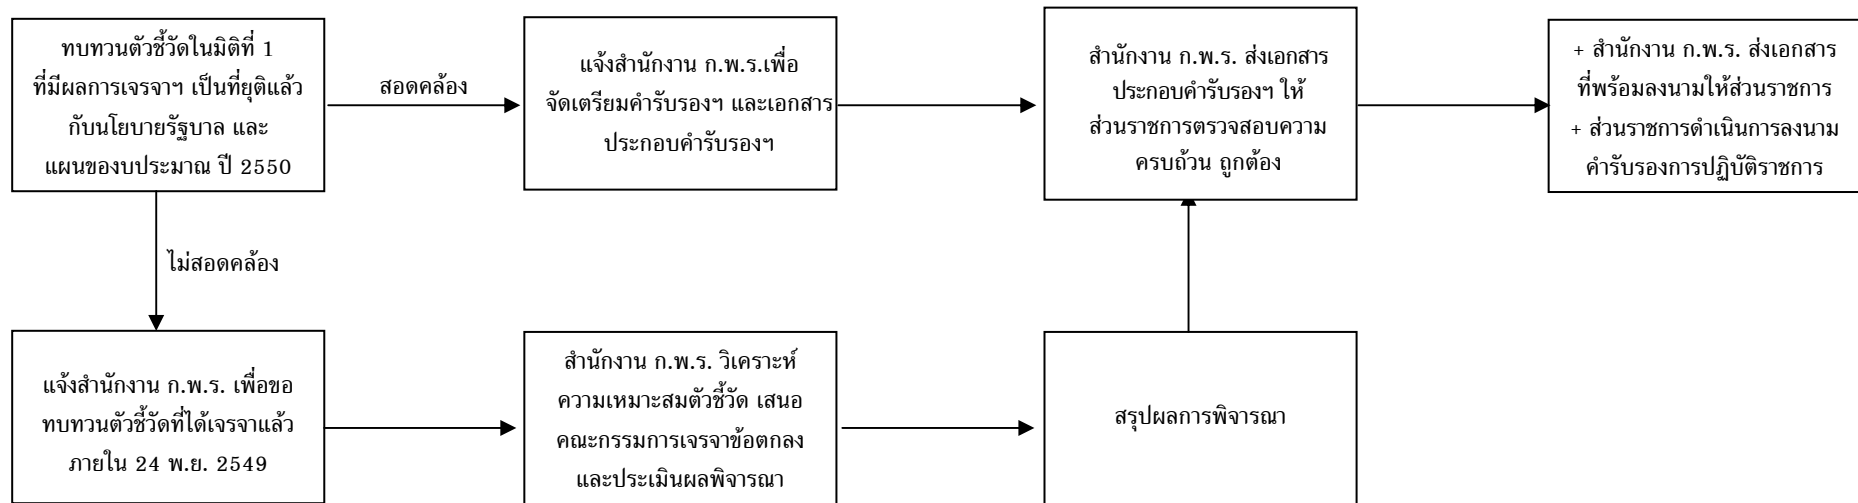 ทบทวนตัวชี้วัดในมิติที่ 1
ที่มีผลการเจรจาฯ เป็นที่ยุติแล้ว
กับนโยบายรัฐบาล และ
แผนของบประมาณ ปี 2550
สอดคล้อง
แจ้งสำนักงาน ก.พ.ร.เพื่อ
จัดเตรียมคำรับรองฯ และเอกสาร
ประกอบคำรับรองฯ
สำนักงาน ก.พ.ร. ส่งเอกสาร
ประกอบคำรับรองฯ ให้
ส่วนราชการตรวจสอบความ
ครบถ้วน ถูกต้อง
+ สำนักงาน ก.พ.ร. ส่งเอกสาร
ที่พร้อมลงนามให้ส่วนราชการ
+ ส่วนราชการดำเนินการลงนาม
คำรับรองการปฏิบัติราชการ
ไม่สอดคล้อง
แจ้งสำนักงาน ก.พ.ร. เพื่อขอ
ทบทวนตัวชี้วัดที่ได้เจรจาแล้ว
ภายใน 24 พ.ย. 2549
สำนักงาน ก.พ.ร. วิเคราะห์
ความเหมาะสมตัวชี้วัด เสนอ
คณะกรรมการเจรจาข้อตกลง
และประเมินผลพิจารณา
สรุปผลการพิจารณา